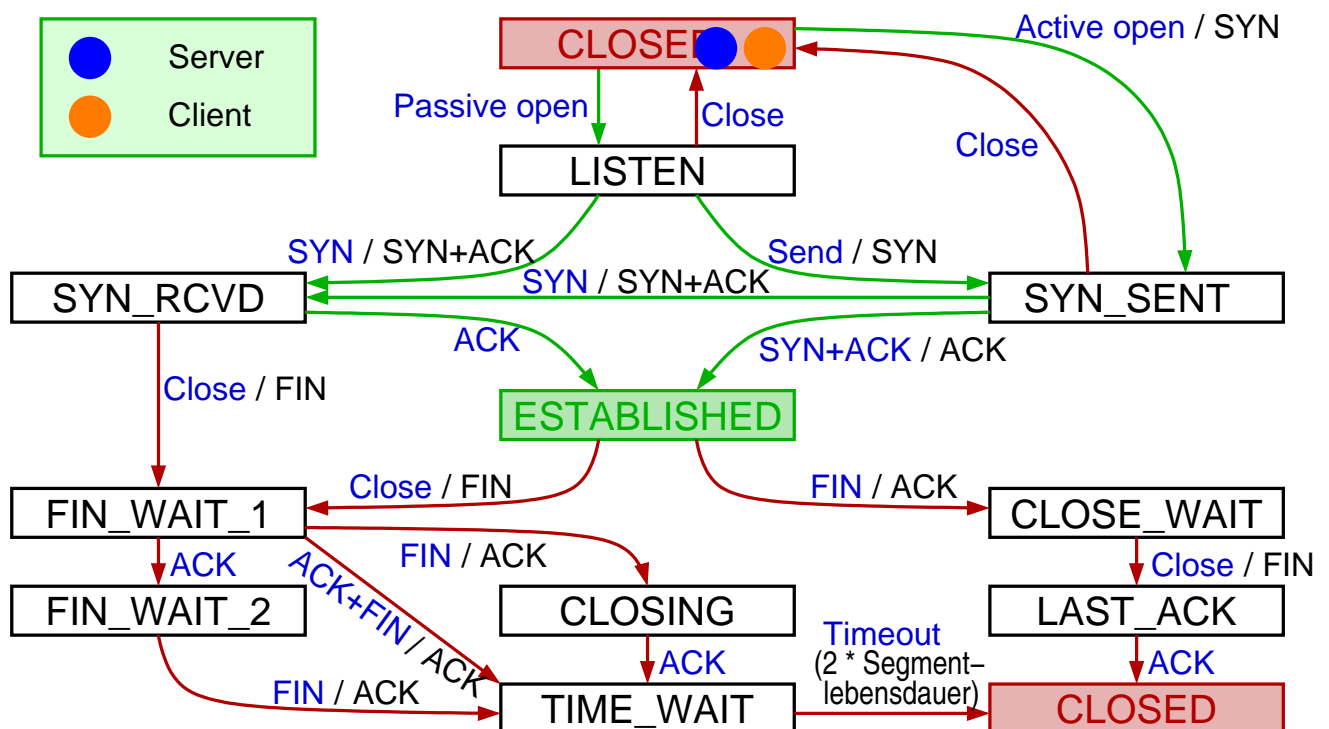 Server
Client
CLOSED
Active open / SYN
Passive open
Close
Close
LISTEN
SYN / SYN+ACK
Send / SYN
SYN / SYN+ACK
SYN_RCVD
SYN_SENT
ACK
SYN+ACK / ACK
Close / FIN
ESTABLISHED
Close / FIN
FIN / ACK
FIN_WAIT_1
CLOSE_WAIT
ACK
ACK+FIN / ACK
FIN / ACK
Close / FIN
FIN_WAIT_2
CLOSING
LAST_ACK
FIN / ACK
ACK
Timeout
(2 * Segment–
lebensdauer)
ACK
TIME_WAIT
CLOSED